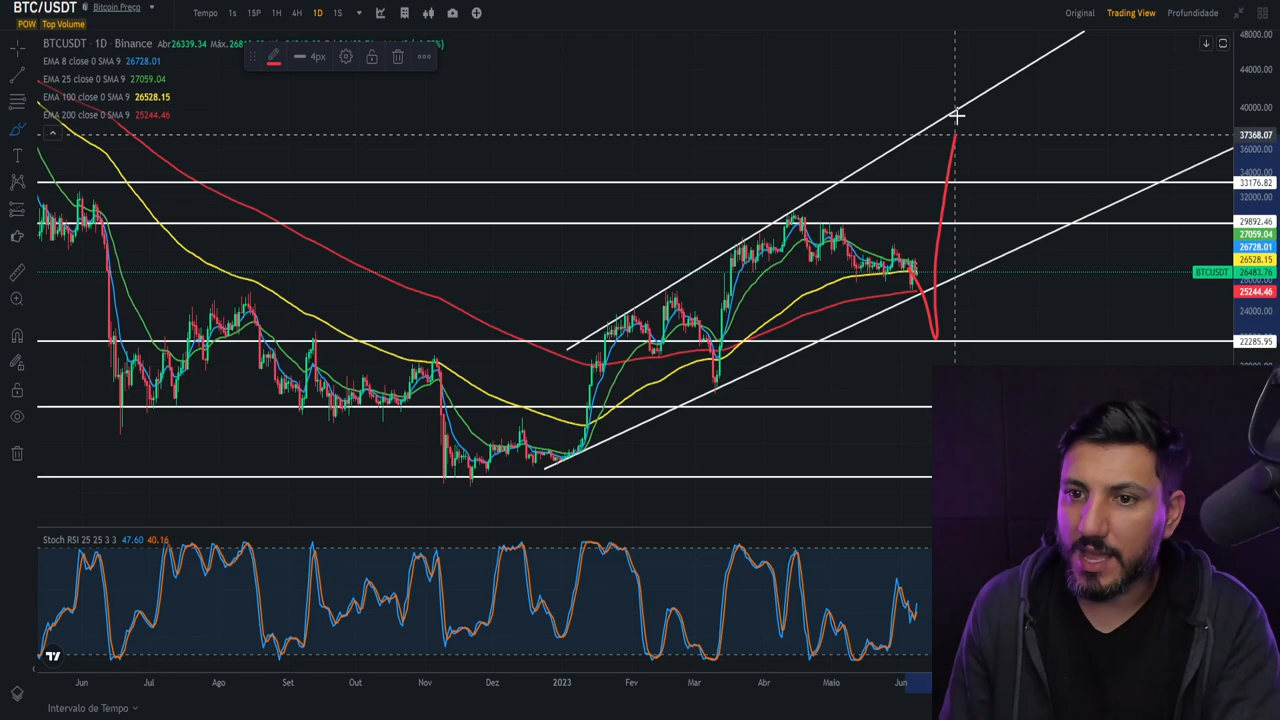 BTC/USDT Bitcoin Preço
POW Top Volume
Tempo 1s 15P 1H 4H 1D 1S
Original Trading View Profundidade
BTCUSDT · 1D · Binance Abr26339.34
4px
EMA 8 close 0 SMA 9 26728.01
EMA 25 close 0 SMA 9 27059.04
EMA 100 close 0 SMA 9 26528.15
EMA 200 close 0 SMA 9 25244.46
48000.00
44000.00
40000.00
37368.07
36000.00
34000.00
33176.82
32000.00
29892.46
27059.04
26728.01
26528.15
BTCUSDT 26483.76
25244.46
24000.00
22285.95
Stoch RSI 25 25 3 3 47.60 40.16
Jun Jul Ago Set Out Nov Dez 2023 Fev Mar Abr Maio Jun
Intervalo de Tempo